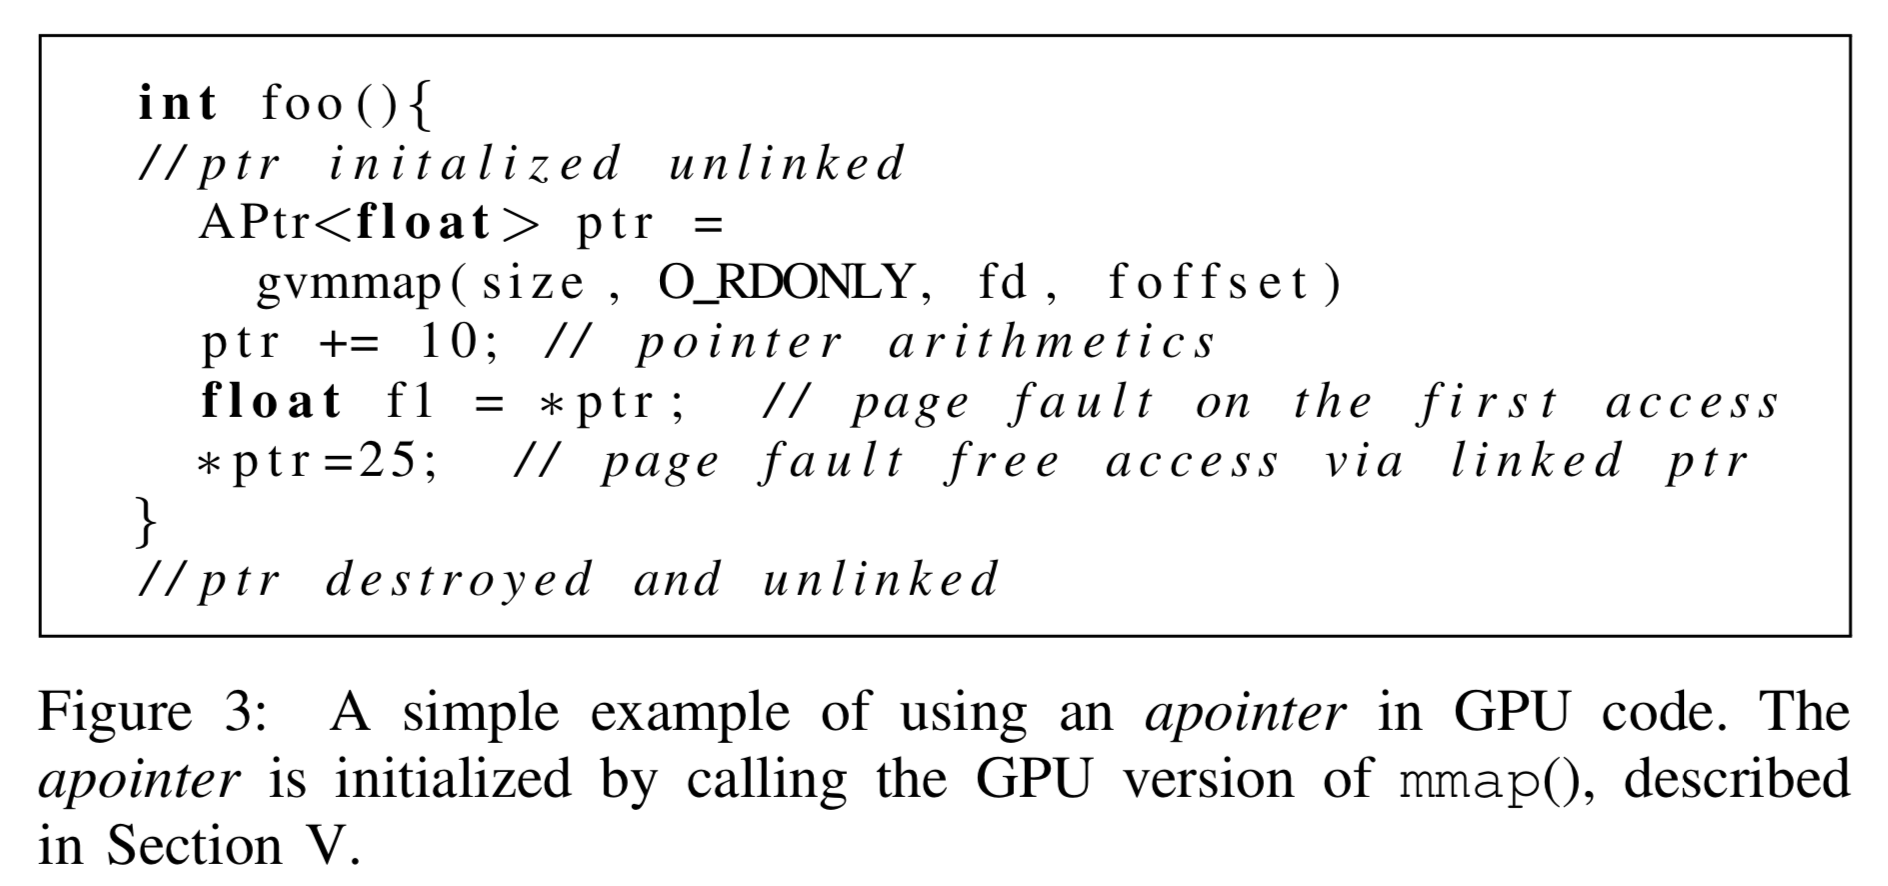 int foo(){
//ptr initalized unlinked
APtr<float> ptr =
gvmmap(size, O_RDONLY, fd, foffset)
ptr += 10; // pointer arithmetics
float f1 = *ptr; // page fault on the first access
*ptr=25; // page fault free access via linked ptr
}
//ptr destroyed and unlinked
Figure 3: A simple example of using an apointer in GPU code. The
apointer is initialized by calling the GPU version of mmap(), described
in Section V.